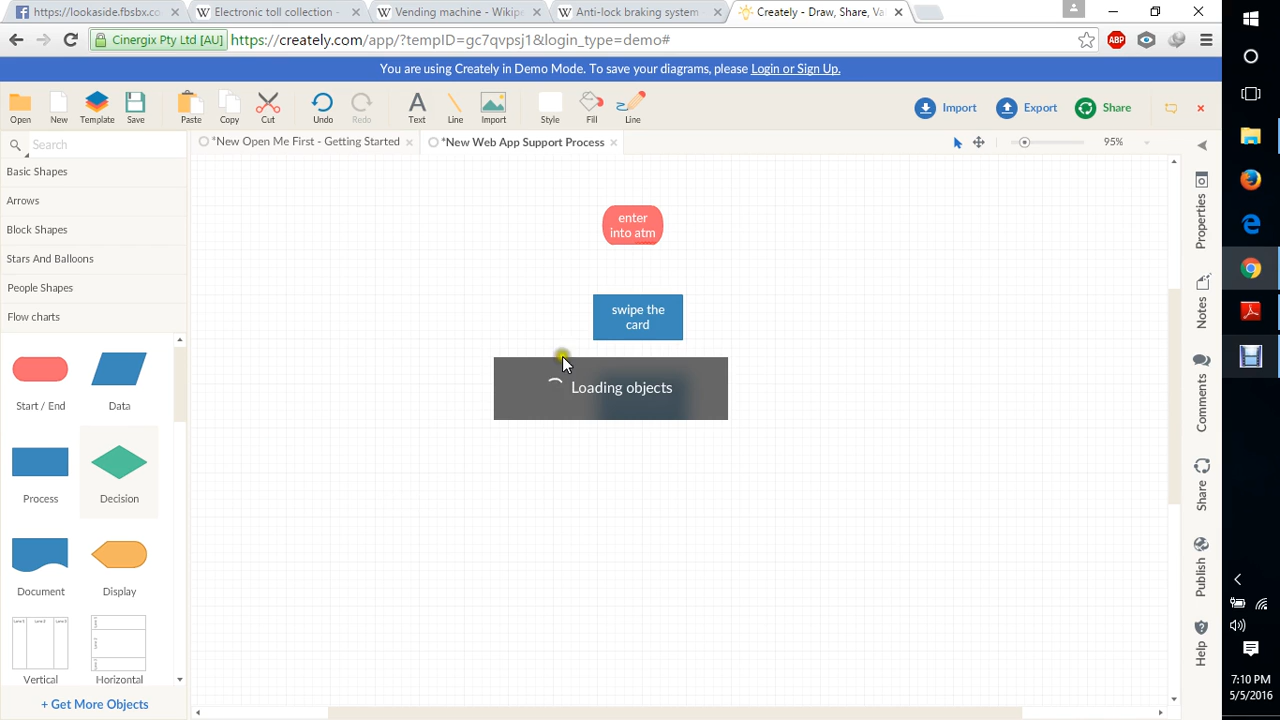 https://lookaside.fbsbx.c
Electronic toll collection -
Vending machine - Wikipe
Anti-lock braking system
Creately - Draw, Share, Va
Cinergix Pty Ltd [AU]
https://creately.com/app/?tempID=gc7qvpsj1&login_type=demo#
ABP
You are using Creately in Demo Mode. To save your diagrams, please Login or Sign Up.
Open
New
Template
Save
Paste
Copy
Cut
Undo
Redo
Text
Line
Import
Style
Fill
Line
Import
Export
Share
Search
*New Open Me First - Getting Started
*New Web App Support Process
95%
Basic Shapes
Arrows
Block Shapes
Stars And Balloons
People Shapes
Flow charts
Start / End
Data
Process
Decision
Document
Display
Vertical
Horizontal
+ Get More Objects
enter
into atm
swipe the
card
Loading objects
Properties
Notes
Comments
Share
Publish
Help
7:10 PM
5/5/2016